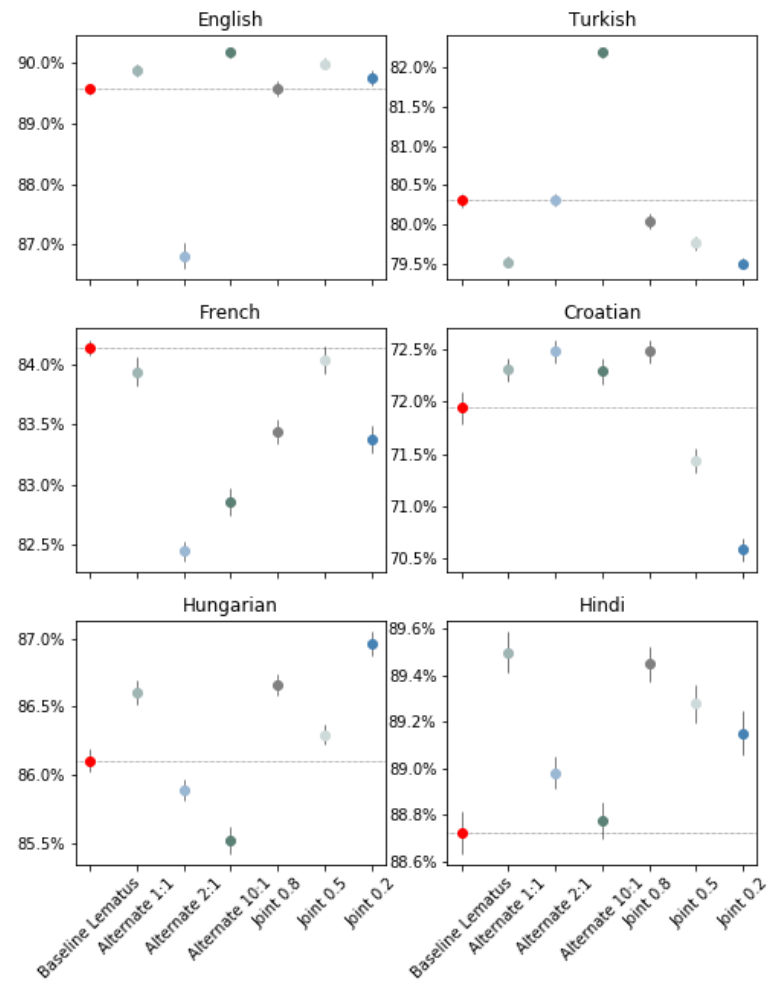 English
90.0%
89.0%
88.0%
87.0%
Turkish
82.0%
81.5%
81.0%
80.5%
80.0%
79.5%
French
84.0%
83.5%
83.0%
82.5%
Croatian
72.5%
72.0%
71.5%
71.0%
70.5%
Hungarian
87.0%
86.5%
86.0%
85.5%
Hindi
89.6%
89.4%
89.2%
89.0%
88.8%
88.6%
Baseline Lematus
Alternate 1:1
Alternate 2:1
Alternate 10:1
Joint 0.8
Joint 0.5
Joint 0.2
Baseline Lematus
Alternate 1:1
Alternate 2:1
Alternate 10:1
Joint 0.8
Joint 0.5
Joint 0.2